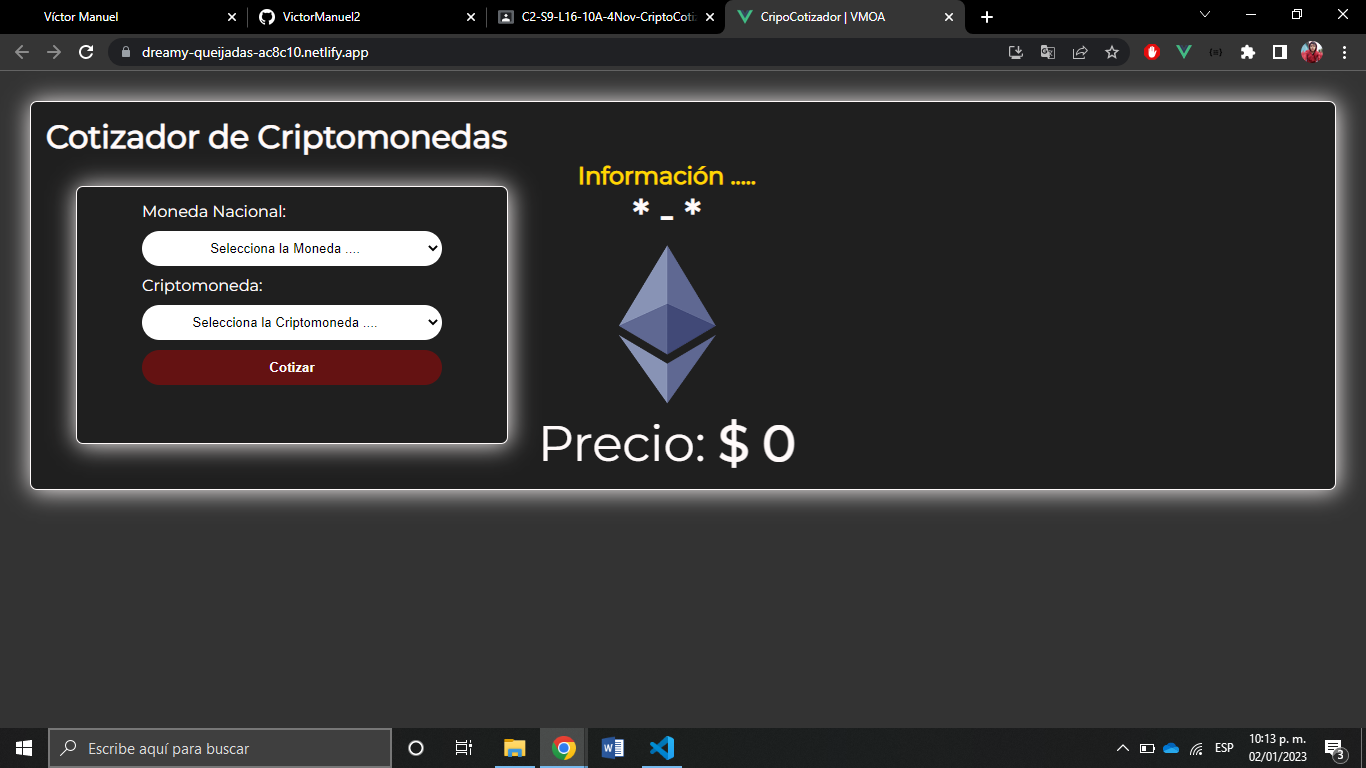 Víctor Manuel
VictorManuel2
C2-S9-L16-10A-4Nov-CriptoCoti
CripoCotizador | VMOA
dreamy-queijadas-ac8c10.netlify.app
Cotizador de Criptomonedas
Información .....
* - *
Moneda Nacional:
Selecciona la Moneda ....
Criptomoneda:
Selecciona la Criptomoneda ....
Cotizar
Precio: $ 0
Escribe aquí para buscar
ESP
10:13 p. m.
02/01/2023
3